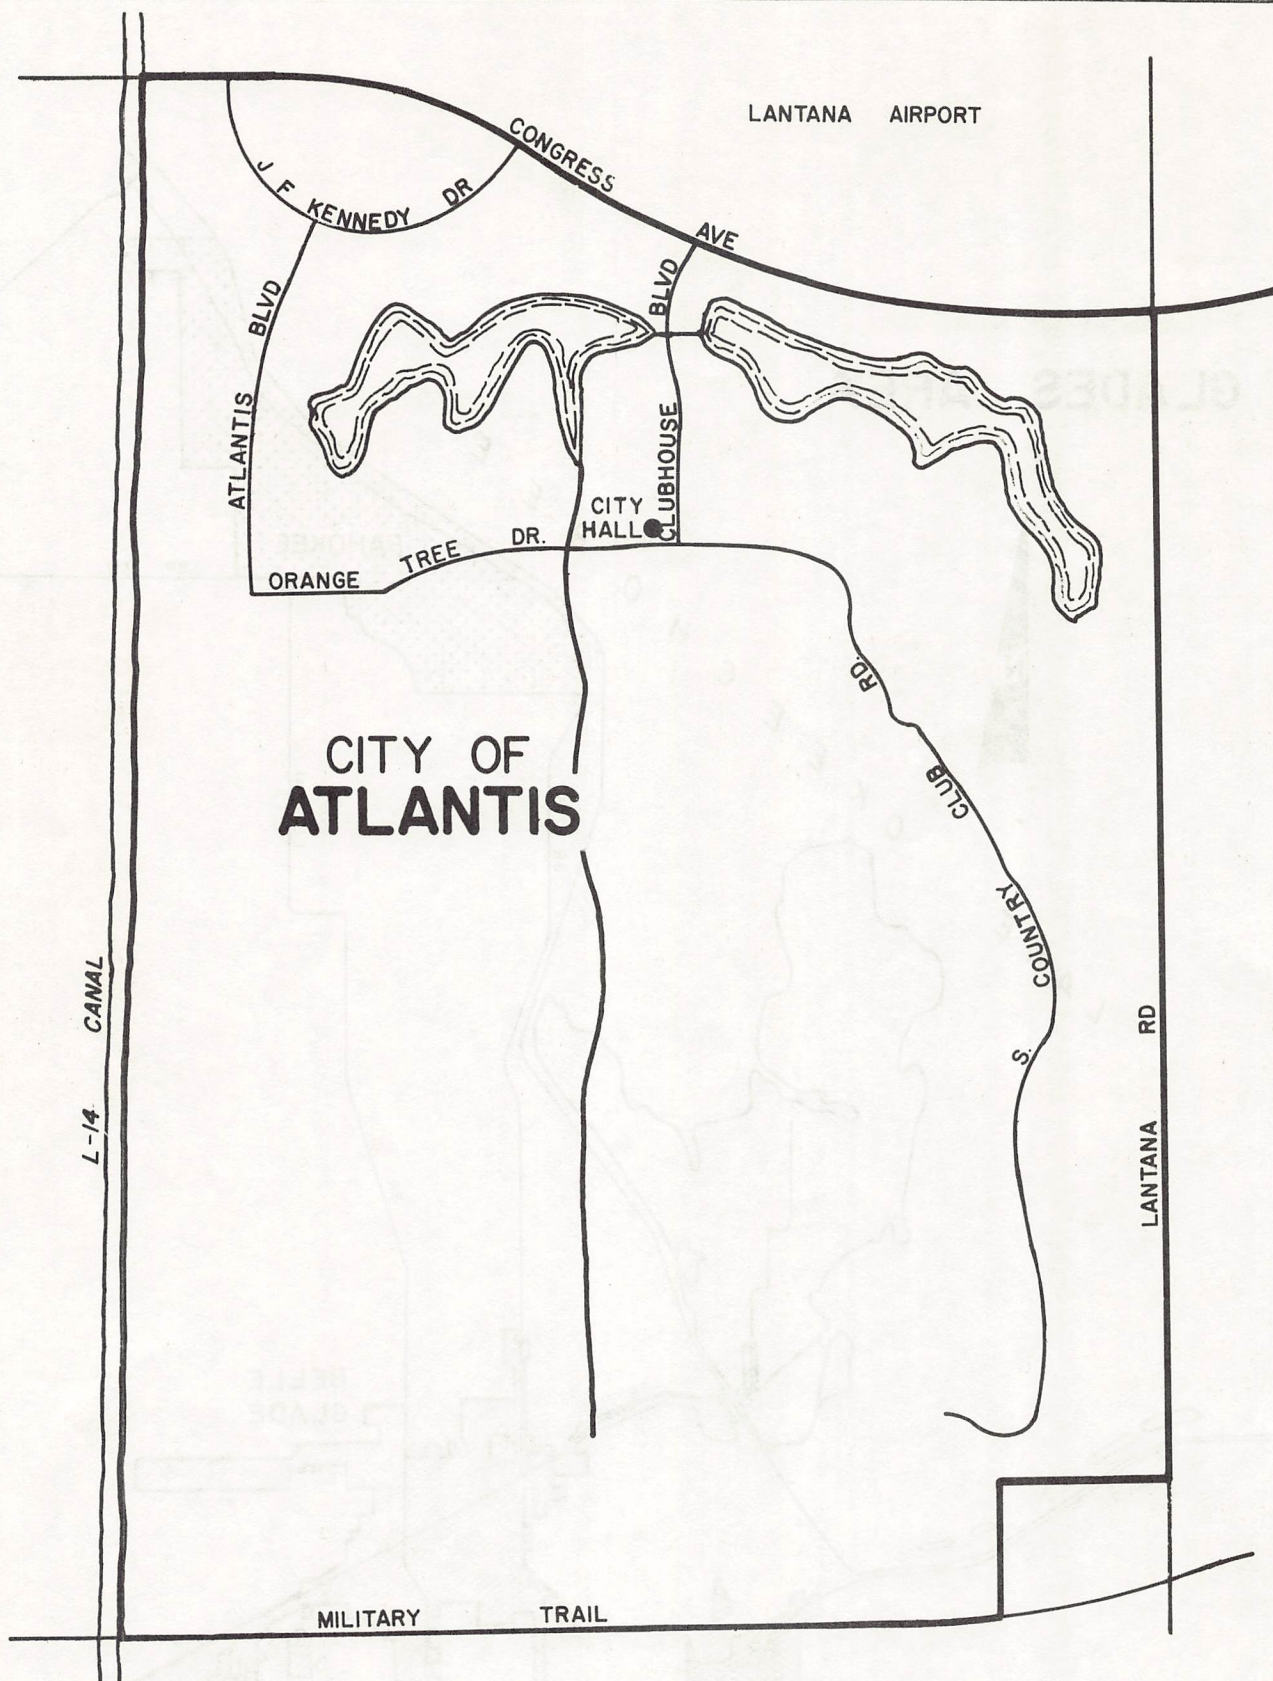 LANTANA AIRPORT
CONGRESS AVE
J F KENNEDY DR
ATLANTIS BLVD
CLUBHOUSE BLVD
CITY
HALL
ORANGE TREE DR.
S. COUNTRY CLUB RD.
CITY OF
ATLANTIS
L-14 CANAL
LANTANA RD
MILITARY TRAIL